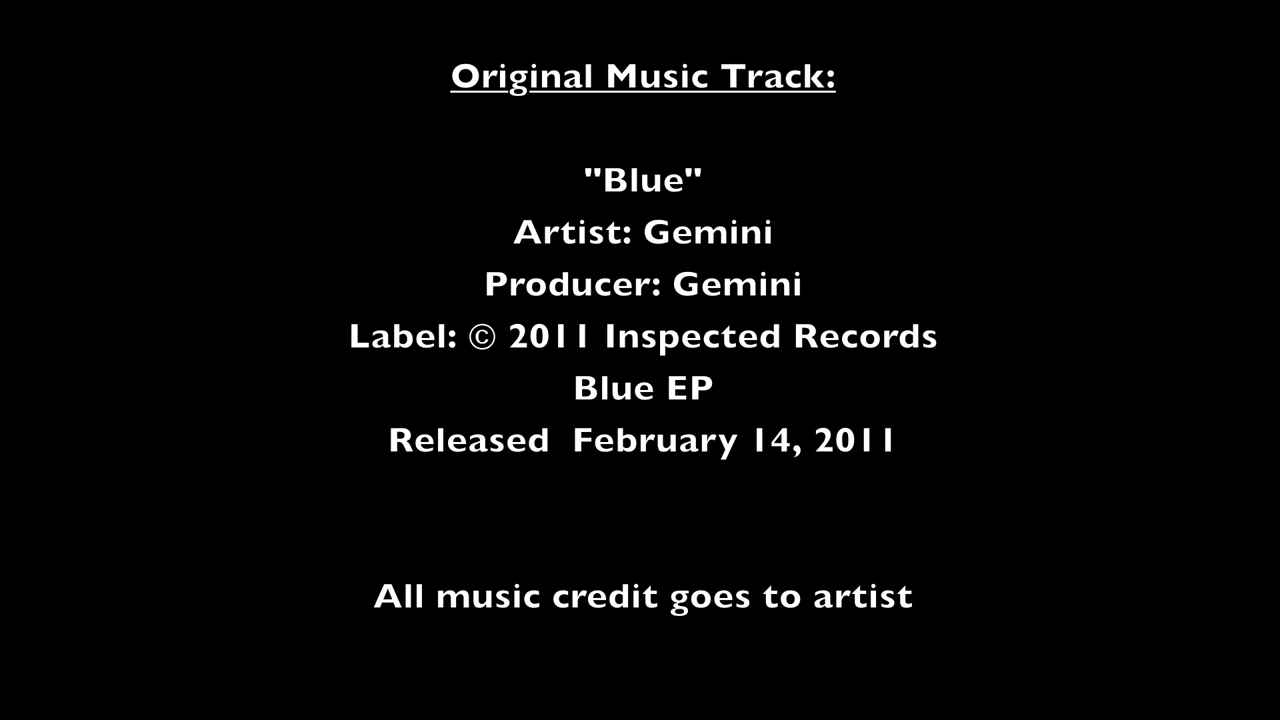 Original Music Track:
"Blue"
Artist: Gemini
Producer: Gemini
Label: © 2011 Inspected Records
Blue EP
Released  February 14, 2011
All music credit goes to artist